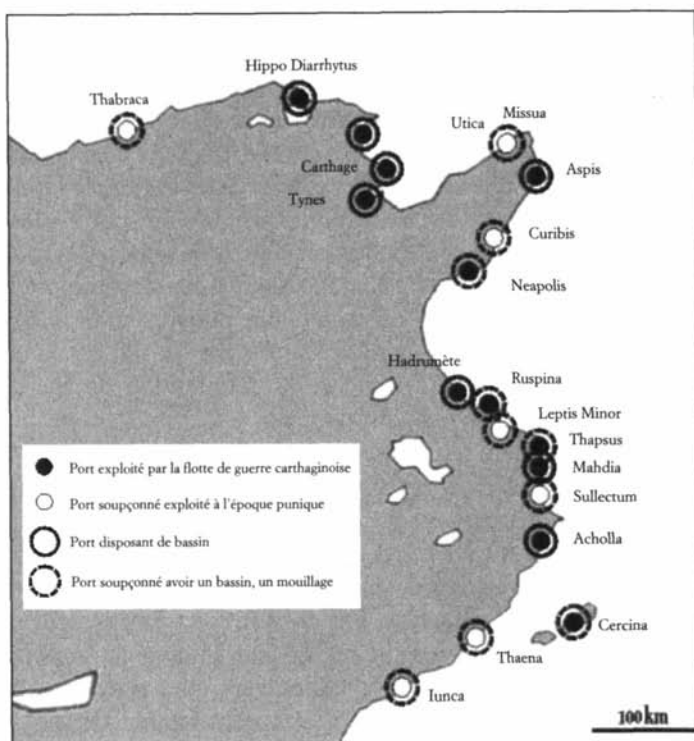 Hippo Diarrhytus
Thabraca
Utica
Missua
Carthage
Aspis
Tynes
Curibis
Neapolis
Hadrumète
Ruspina
Leptis Minor
Thapsus
Mahdia
Sullectum
Acholla
Cercina
Thaena
Iunca
Port exploité par la flotte de guerre carthaginoise
Port soupçonné exploité à l'époque punique
Port disposant de bassin
Port soupçonné avoir un bassin, un mouillage
100 km